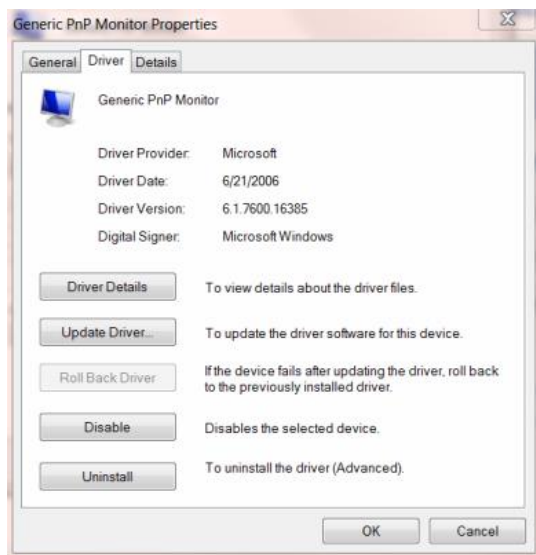 Generic PnP Monitor Properties
General Driver Details
Generic PnP Monitor
Driver Provider: Microsoft
Driver Date: 6/21/2006
Driver Version: 6.1.7600.16385
Digital Signer: Microsoft Windows
Driver Details To view details about the driver files.
Update Driver... To update the driver software for this device.
Roll Back Driver If the device fails after updating the driver, roll back
to the previously installed driver.
Disable Disables the selected device.
Uninstall To uninstall the driver (Advanced).
OK Cancel